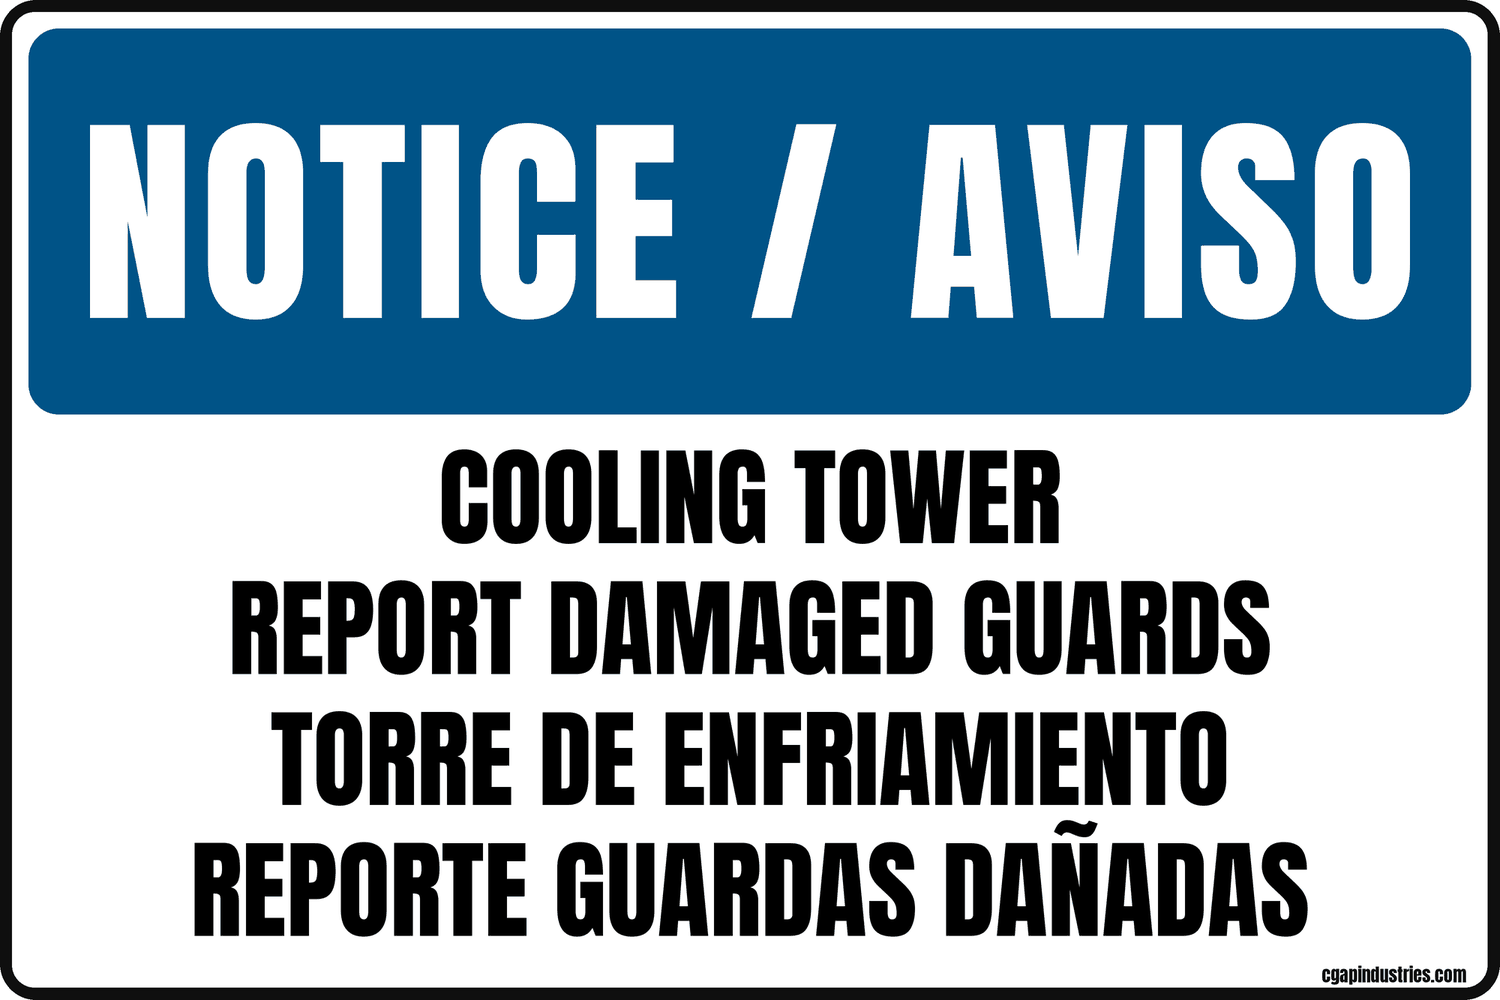 NOTICE / AVISO
COOLING TOWER
REPORT DAMAGED GUARDS
TORRE DE ENFRIAMIENTO
REPORTE GUARDAS DAÑADAS
cgapindustries.com